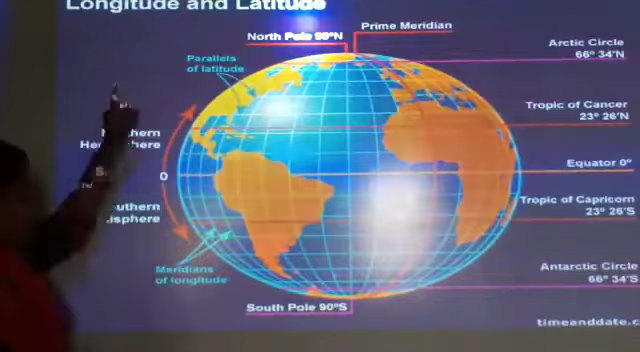 Longitude and Latitude
Prime Meridian
North Pole 90°N
Arctic Circle
66° 34'N
Parallels
of latitude
Tropic of Cancer
23° 26'N
Equator 0°
0
Tropic of Capricorn
23° 26'S
Meridians
of longitude
Antarctic Circle
66° 34'S
South Pole 90°S
timeanddate.c